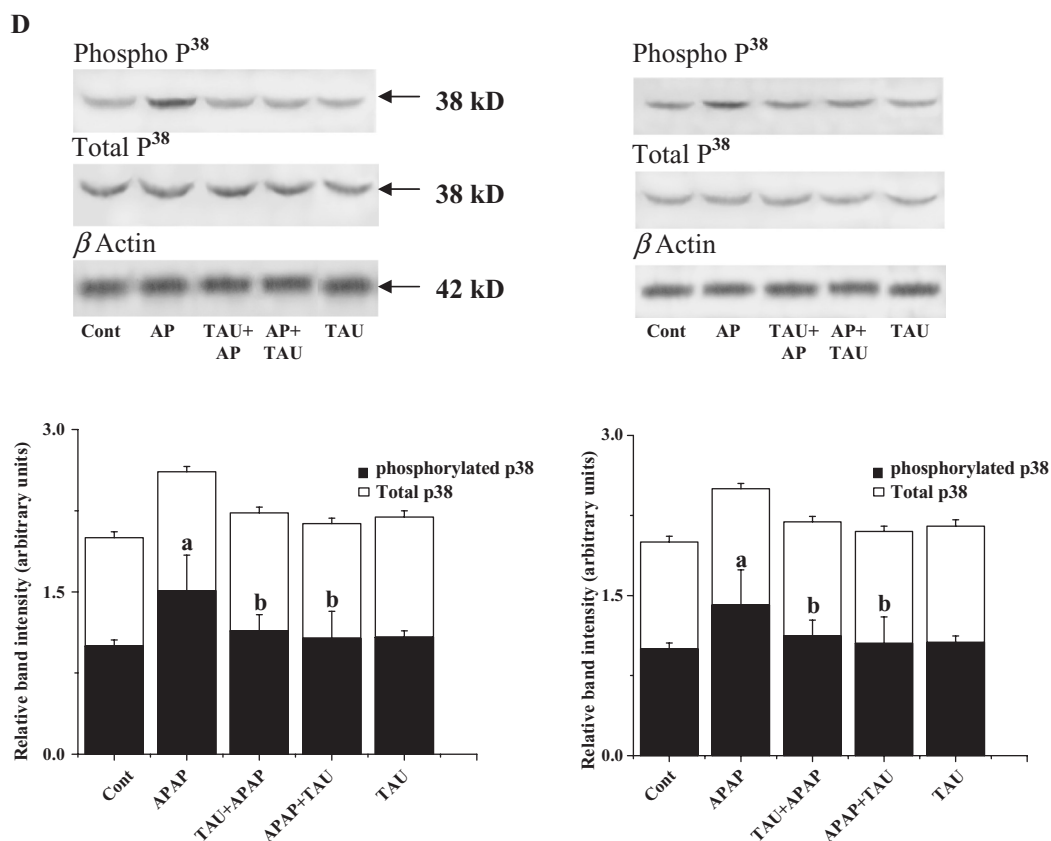 D
Phospho P³⁸
38 kD
Total P³⁸
38 kD
β Actin
42 kD
Cont AP TAU+ AP+ TAU
AP TAU
Phospho P³⁸
Total P³⁸
β Actin
Cont AP TAU+ AP+ TAU
AP TAU
Relative band intensity (arbitrary units)
3.0
1.5
0.0
phosphorylated p38
Total p38
a
b
b
Cont
APAP
TAU+APAP
APAP+TAU
TAU
Relative band intensity (arbitrary units)
3.0
1.5
0.0
phosphorylated p38
Total p38
a
b
b
Cont
APAP
TAU+APAP
APAP+TAU
TAU